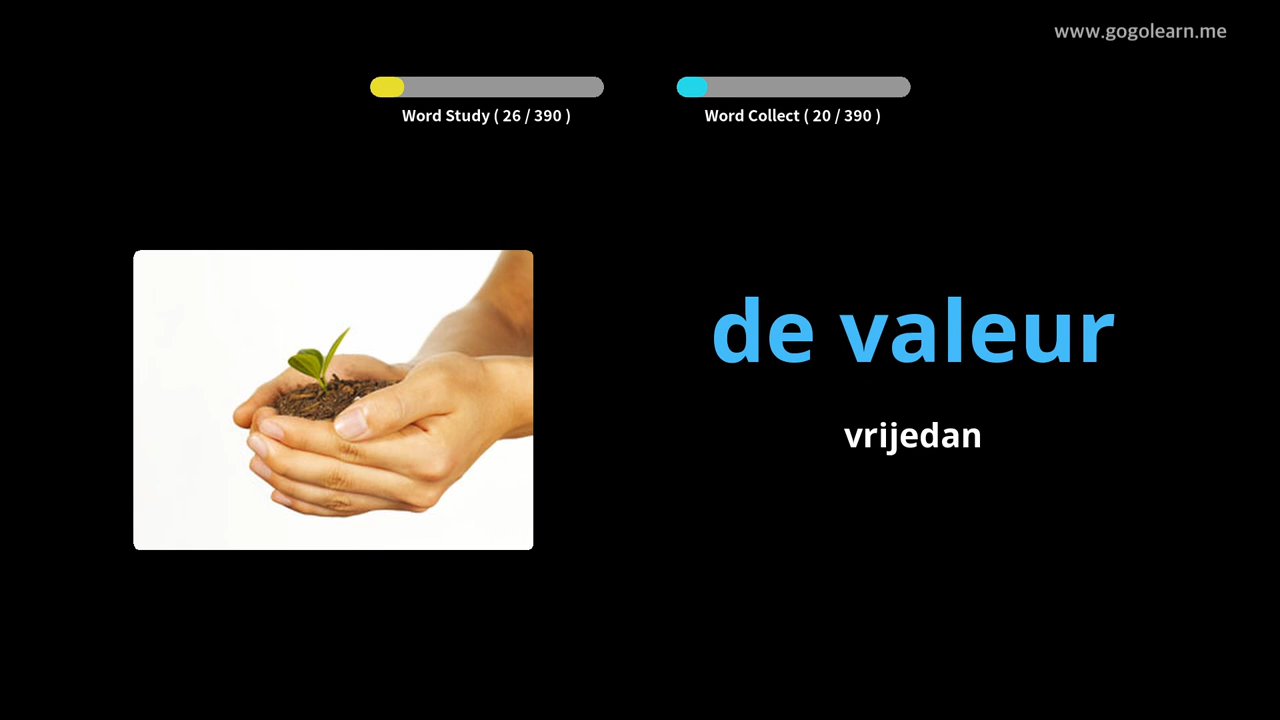 www.gogolearn.me
Word Study ( 26 / 390 )
Word Collect ( 20 / 390 )
de valeur
vrijedan